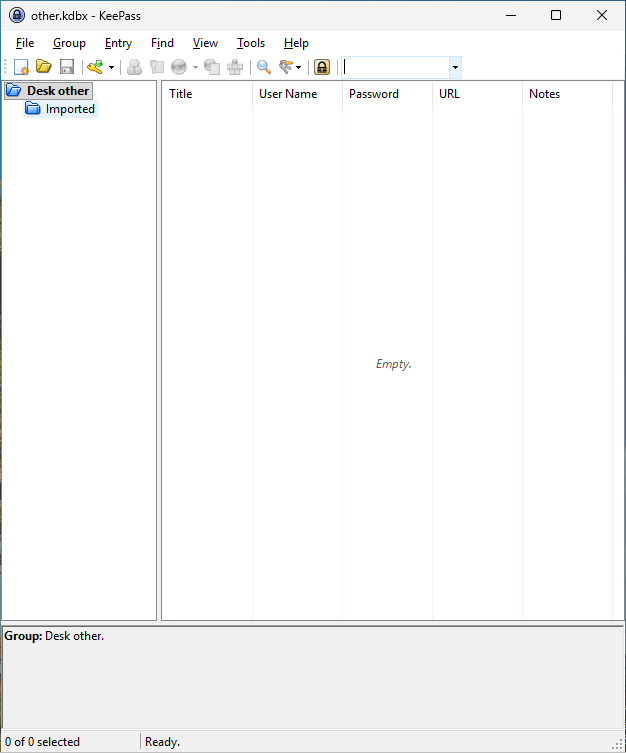 other.kdbx - KeePass
File Group Entry Find View Tools Help
Desk other
Imported
Title User Name Password URL Notes
Empty.
Group: Desk other.
0 of 0 selected Ready.